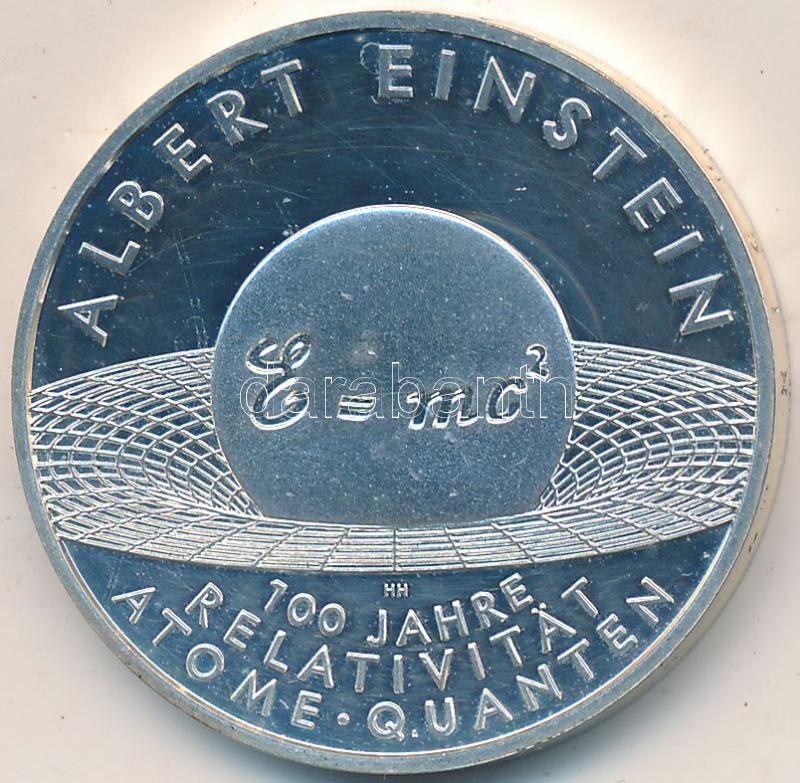 ALBERT EINSTEIN
E = mc²
darabanth
HH
100 JAHRE
RELATIVITÄT
ATOME · QUANTEN